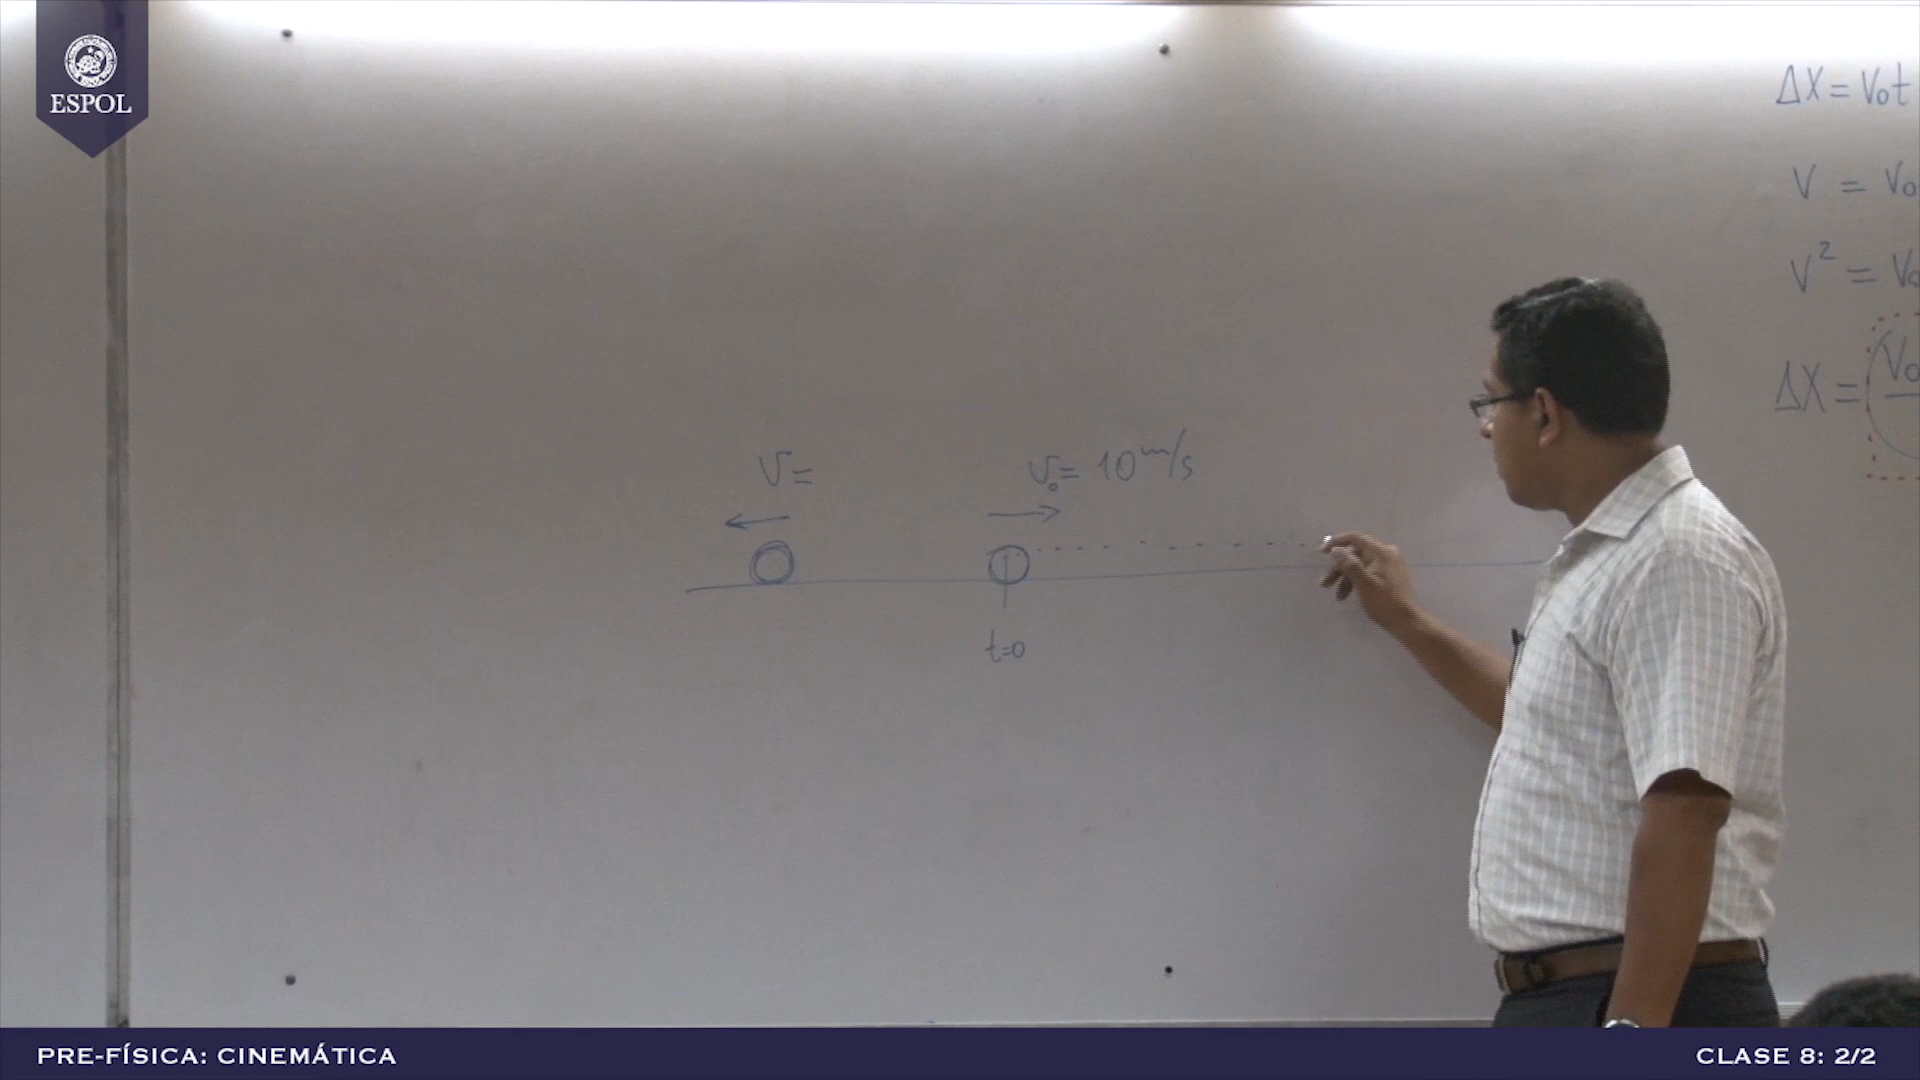 ESPOL
ΔX = V₀t
V = V₀
V² = V₀
ΔX = (V₀
v =
v₀ = 10 m/s
t=0
PRE-FÍSICA: CINEMÁTICA
CLASE 8: 2/2